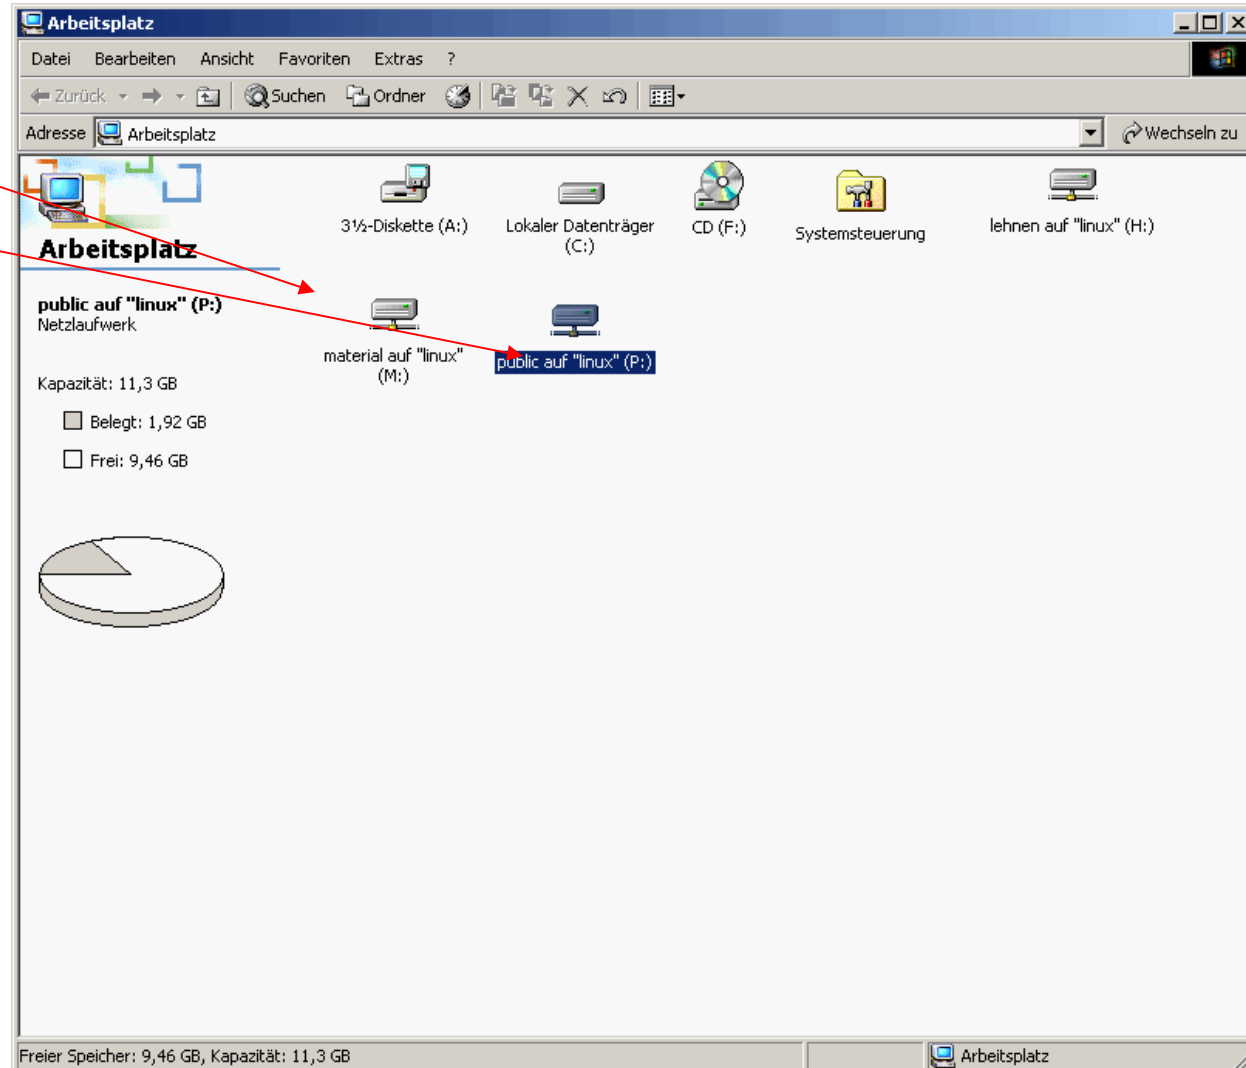 Arbeitsplatz
Datei Bearbeiten Ansicht Favoriten Extras ?
Zurück Suchen Ordner
Adresse Arbeitsplatz Wechseln zu
Arbeitsplatz
public auf "linux" (P:)
Netzlaufwerk
Kapazität: 11,3 GB
Belegt: 1,92 GB
Frei: 9,46 GB
3½-Diskette (A:)
Lokaler Datenträger
(C:)
CD (F:)
Systemsteuerung
lehnen auf "linux" (H:)
material auf "linux"
(M:)
public auf "linux" (P:)
Freier Speicher: 9,46 GB, Kapazität: 11,3 GB
Arbeitsplatz